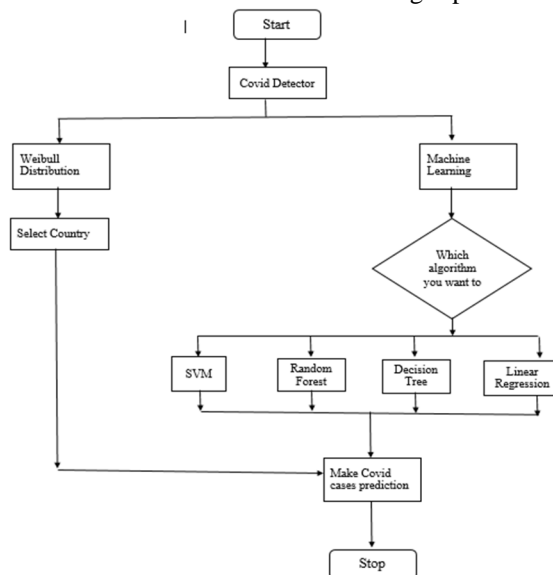 Start
Covid Detector
Weibull
Distribution
Machine
Learning
Select Country
Which
algorithm
you want to
SVM
Random
Forest
Decision
Tree
Linear
Regression
Make Covid
cases prediction
Stop